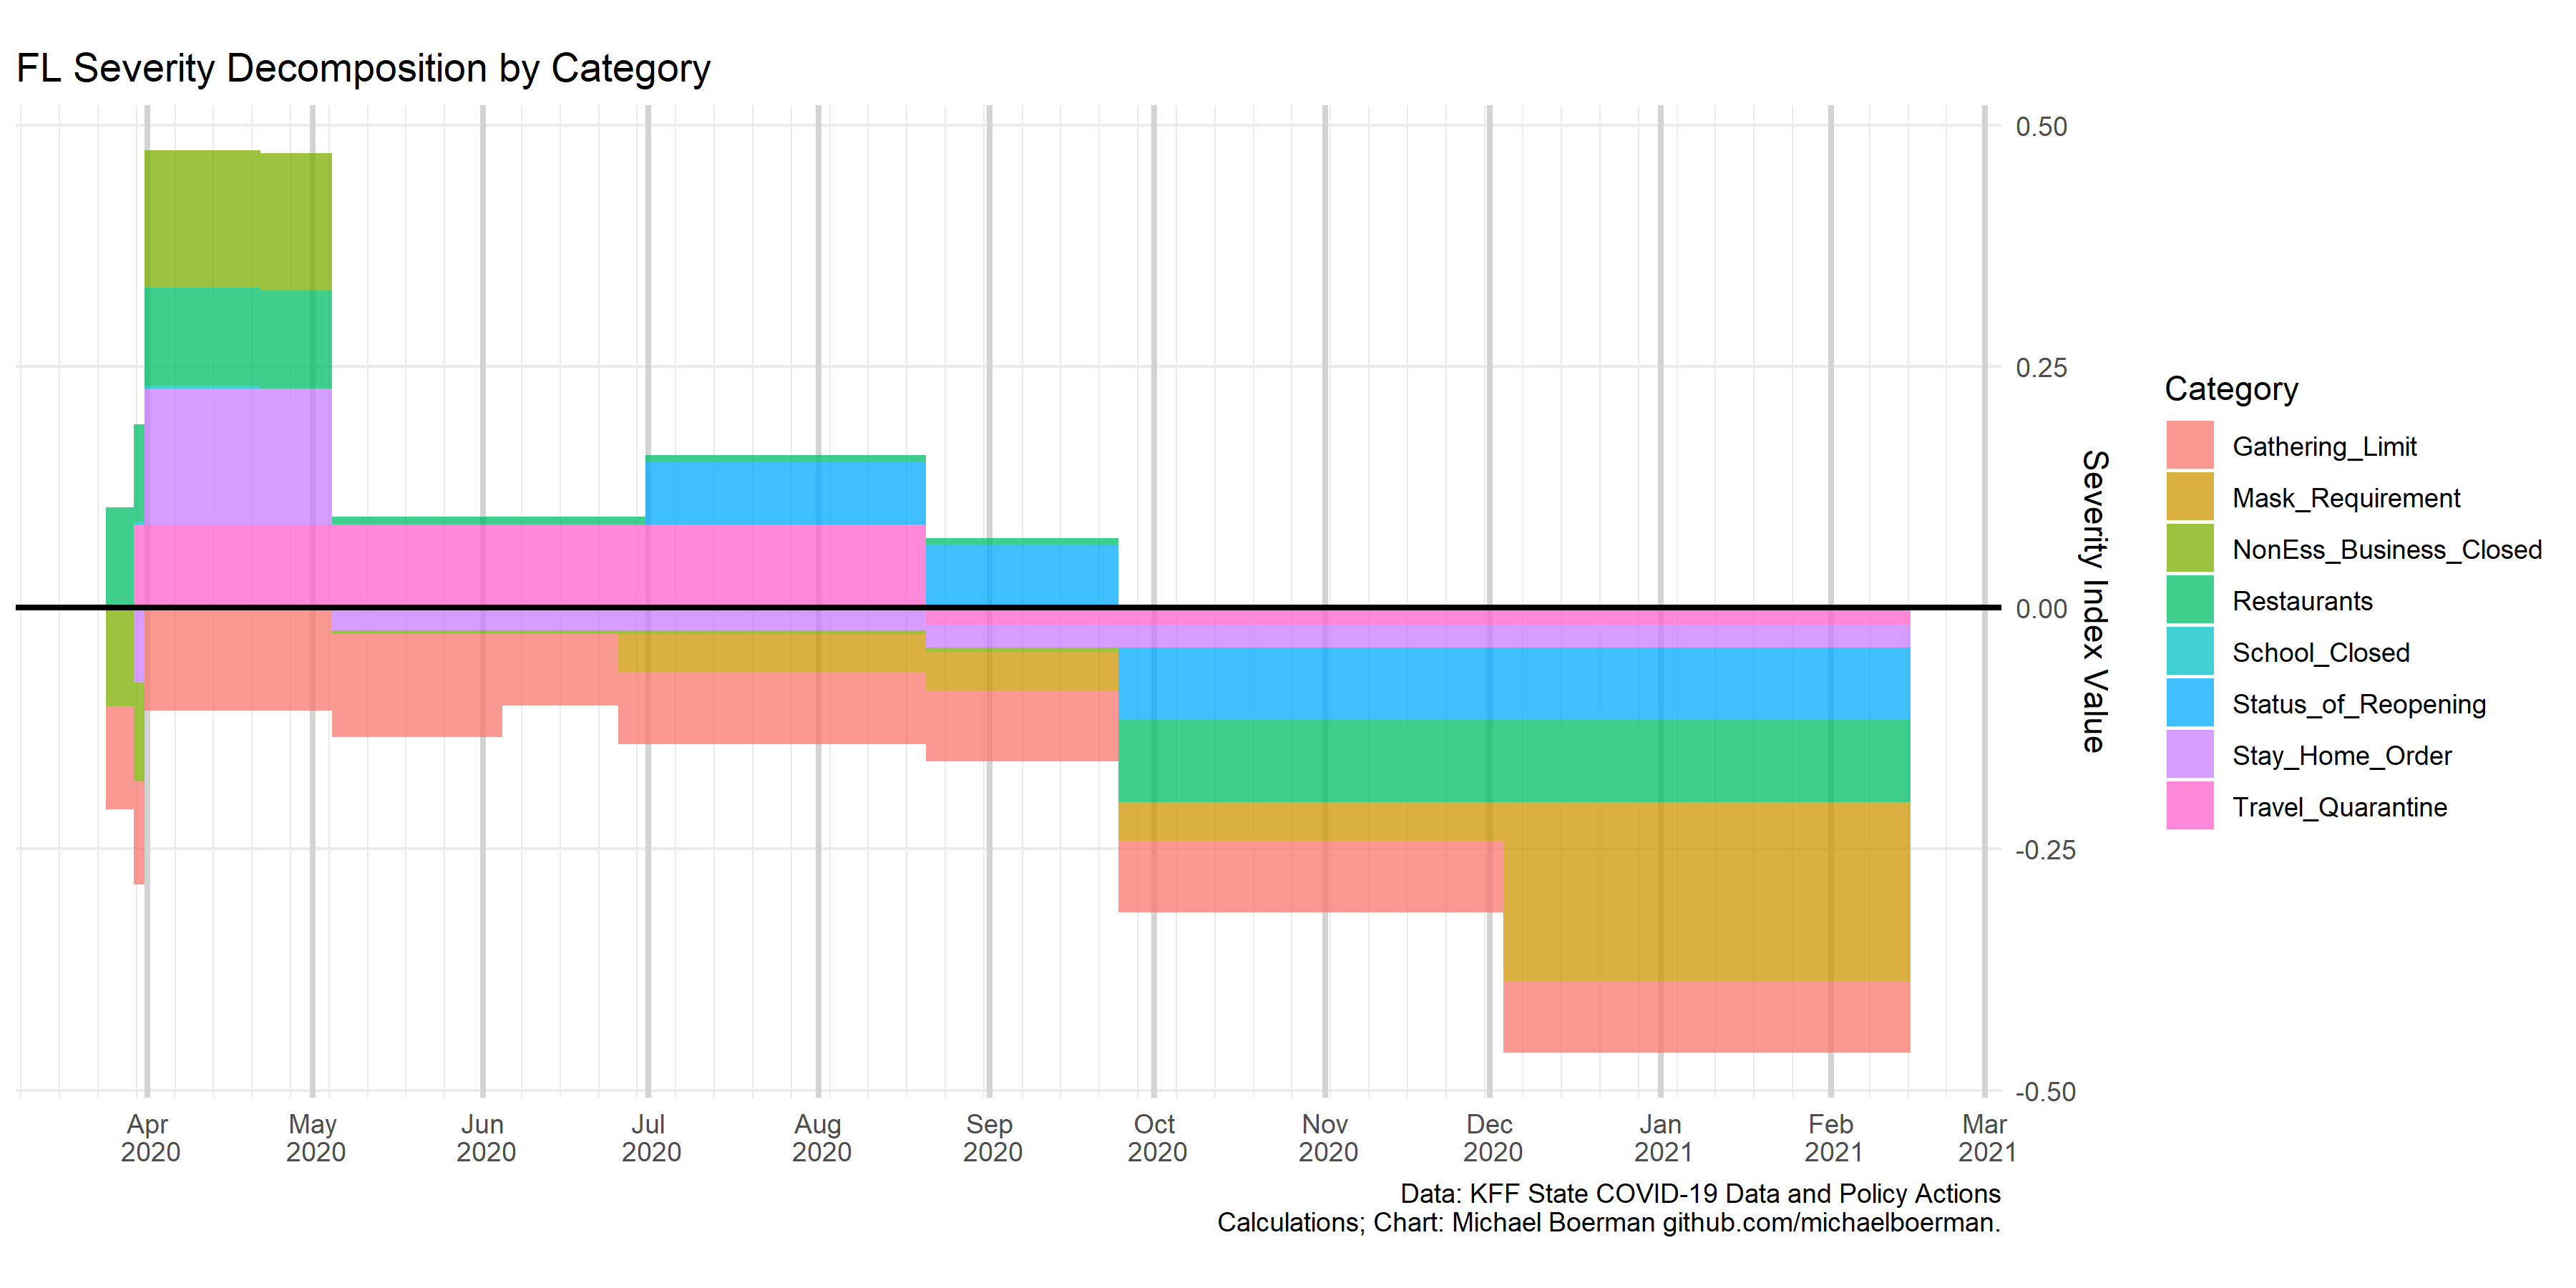 FL Severity Decomposition by Category
0.50
0.25
0.00
-0.25
-0.50
Severity Index Value
Category
Gathering_Limit
Mask_Requirement
NonEss_Business_Closed
Restaurants
School_Closed
Status_of_Reopening
Stay_Home_Order
Travel_Quarantine
Apr May Jun Jul Aug Sep Oct Nov Dec Jan Feb Mar
2020 2020 2020 2020 2020 2020 2020 2020 2020 2021 2021 2021
Data: KFF State COVID-19 Data and Policy Actions
Calculations; Chart: Michael Boerman github.com/michaelboerman.